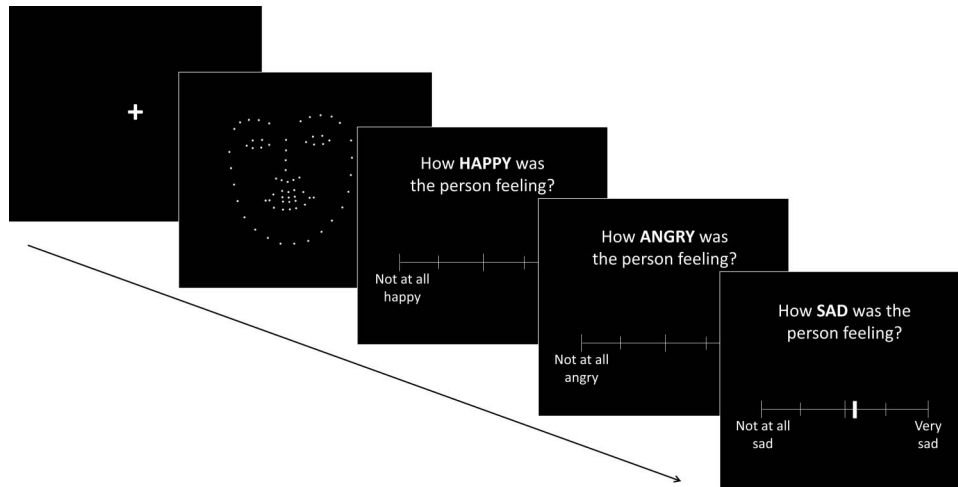 How HAPPY was
the person feeling?
Not at all
happy
How ANGRY was
the person feeling?
Not at all
angry
How SAD was the
person feeling?
Not at all
sad
Very
sad